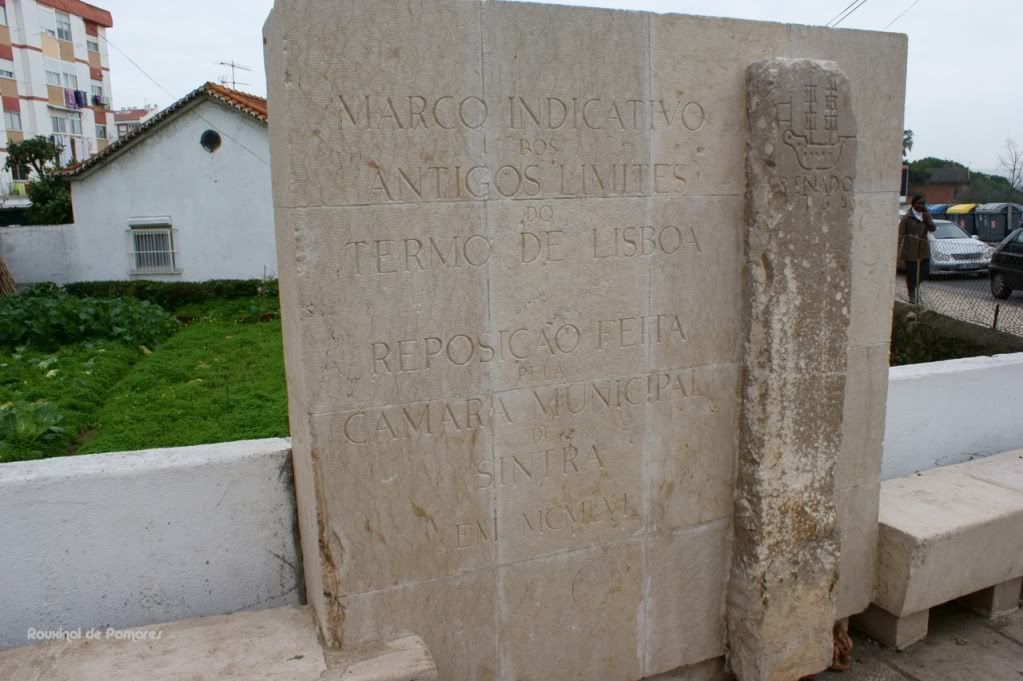 MARCO INDICATIVO
DOS
ANTIGOS LIMITES
DO
TERMO DE LISBOA
REPOSIÇÃO FEITA
PELA
CAMARA MUNICIPAL
DE
SINTRA
EM MCMLVI
SENADO
Rouxinol de Pomares